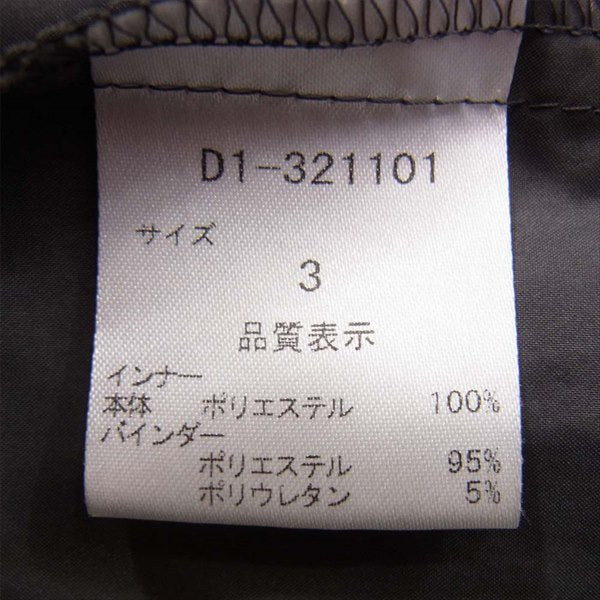 D1-321101
サイズ
3
品質表示
インナー
本体 ポリエステル 100%
バインダー
ポリエステル 95%
ポリウレタン 5%